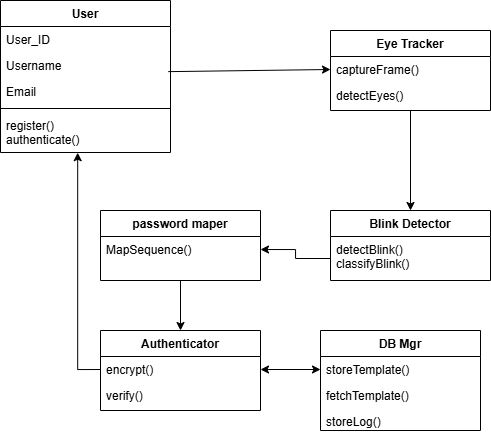 User
User_ID
Username
Email
register()
authenticate()
Eye Tracker
captureFrame()
detectEyes()
password maper
MapSequence()
Blink Detector
detectBlink()
classifyBlink()
Authenticator
encrypt()
verify()
DB Mgr
storeTemplate()
fetchTemplate()
storeLog()